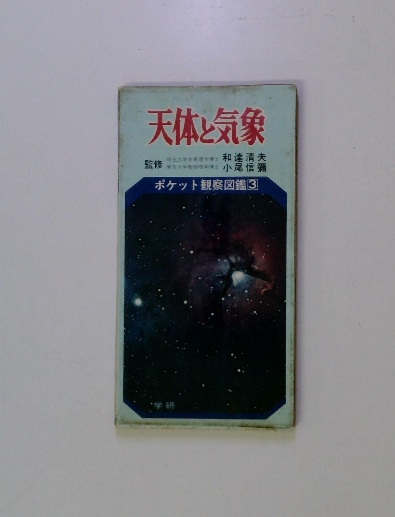 天体と気象
監修
和達清夫
小尾信彌
ポケット観察図鑑3
学研